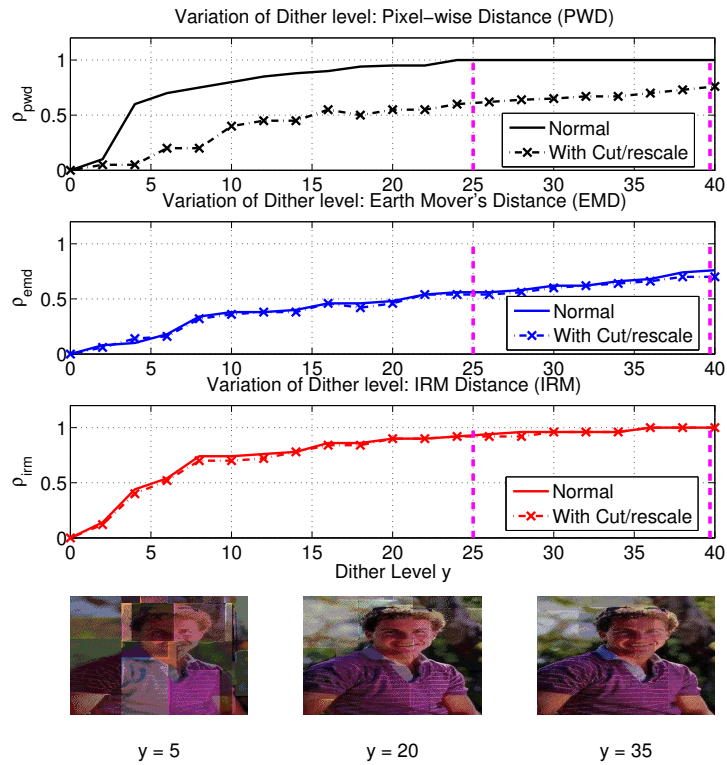 Variation of Dither level: Pixel-wise Distance (PWD)
1
0.5
0
ρpwd
Normal
With Cut/rescale
0 5 10 15 20 25 30 35 40
Variation of Dither level: Earth Mover's Distance (EMD)
1
0.5
0
ρemd
Normal
With Cut/rescale
0 5 10 15 20 25 30 35 40
Variation of Dither level: IRM Distance (IRM)
1
0.5
0
ρirm
Normal
With Cut/rescale
0 5 10 15 20 25 30 35 40
Dither Level y
y = 5 y = 20 y = 35